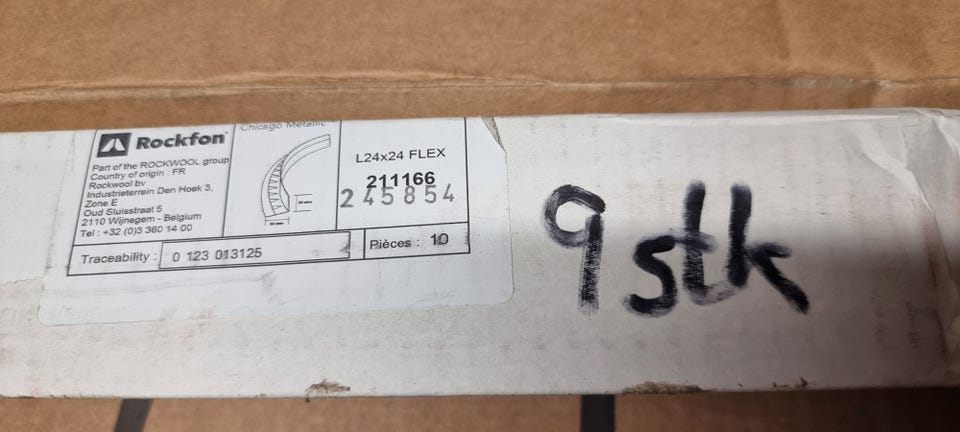 Rockfon
Part of the ROCKWOOL group
Country of origin : FR
Rockwool bv
Industrieterrein Den Hoek 3,
Zone E
Oud Sluisstraat 5
2110 Wijnegem - Belgium
Tel : +32 (0)3 360 14 00
Chicago Metallic
L24x24 FLEX
211166
245854
Traceability : 0 123 013125
Pièces : 10
9 stk